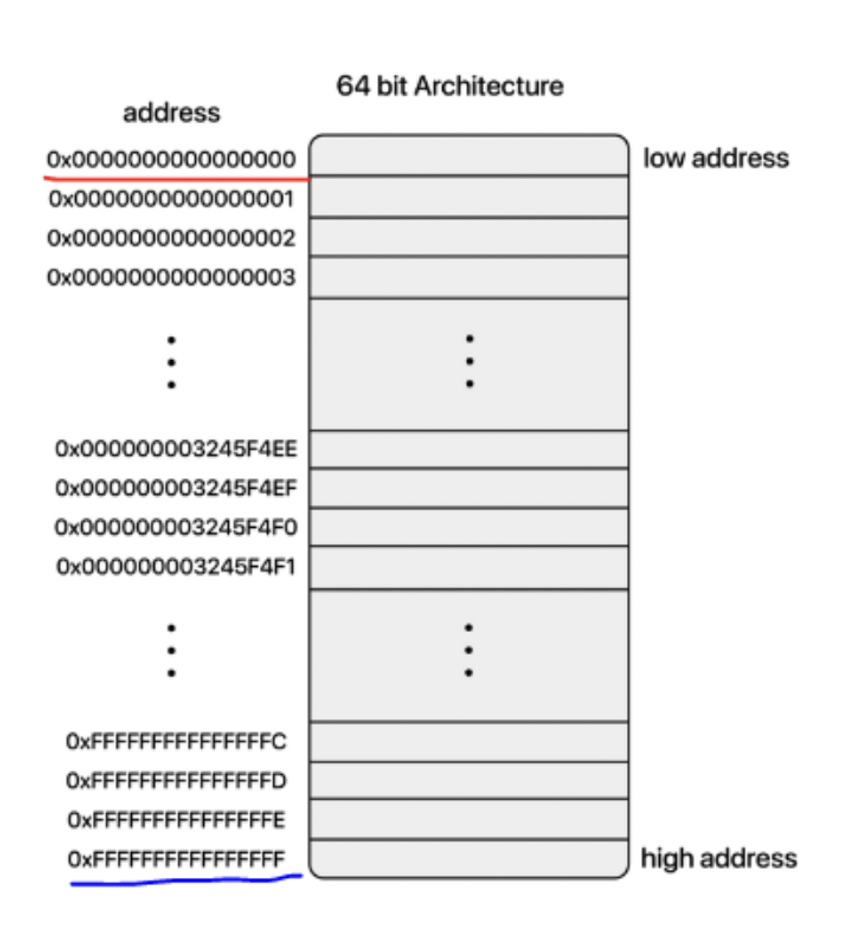 64 bit Architecture
address
0x0000000000000000
low address
0x0000000000000001
0x0000000000000002
0x0000000000000003
0x000000003245F4EE
0x000000003245F4EF
0x000000003245F4F0
0x000000003245F4F1
0xFFFFFFFFFFFFFFFC
0xFFFFFFFFFFFFFFFD
0xFFFFFFFFFFFFFFFE
0xFFFFFFFFFFFFFFFF
high address